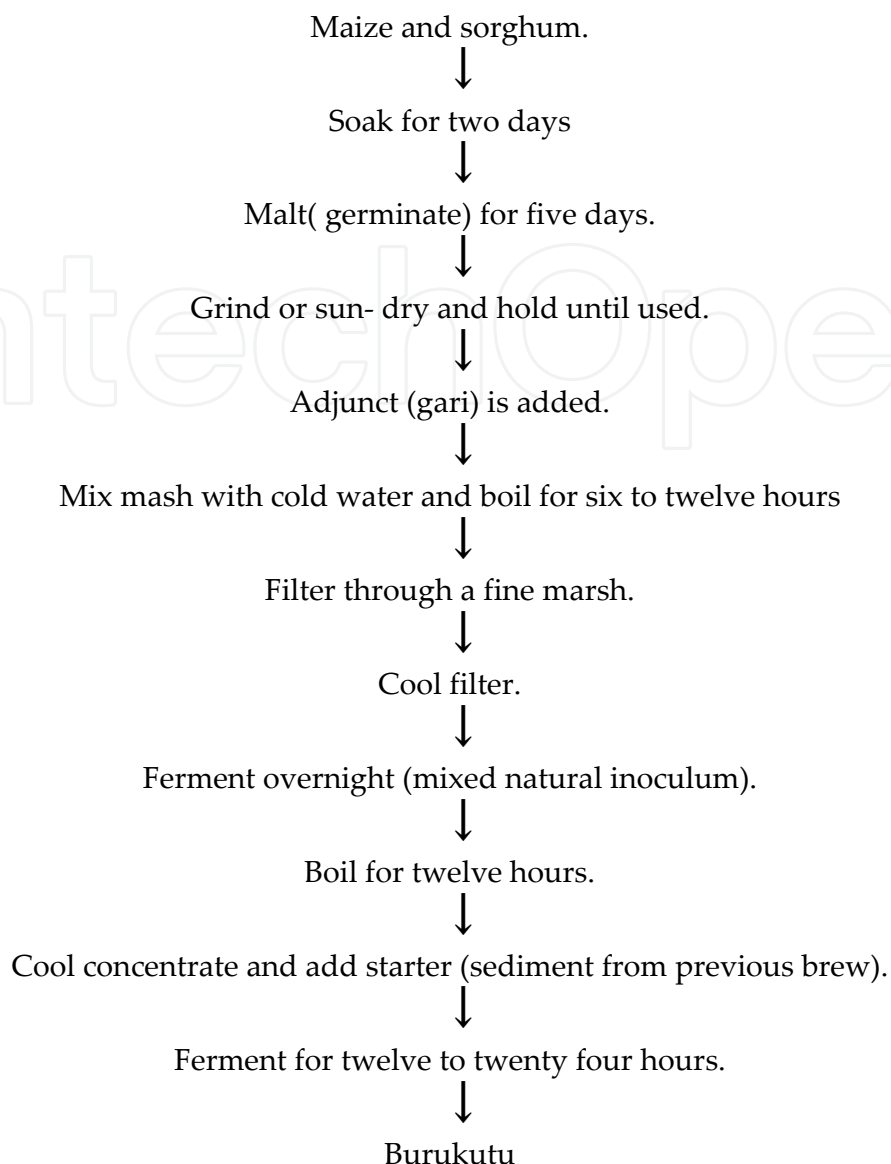 Maize and sorghum.
Soak for two days
Malt( germinate) for five days.
Grind or sun- dry and hold until used.
Adjunct (gari) is added.
Mix mash with cold water and boil for six to twelve hours
Filter through a fine marsh.
Cool filter.
Ferment overnight (mixed natural inoculum).
Boil for twelve hours.
Cool concentrate and add starter (sediment from previous brew).
Ferment for twelve to twenty four hours.
Burukutu